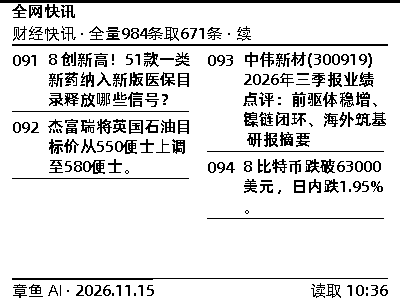 全网快讯
财经快讯 · 全量984条取671条 · 续
091 8创新高！51款一类
新药纳入新版医保目
录释放哪些信号？
092 杰富瑞将英国石油目
标价从550便士上调
至580便士。
093 中伟新材(300919)
2026年三季报业绩
点评：前驱体稳增、
镍链闭环、海外筑基
研报摘要
094 8比特币跌破63000
美元，日内跌1.95%
。
章鱼 AI · 2026.11.15
读取 10:36